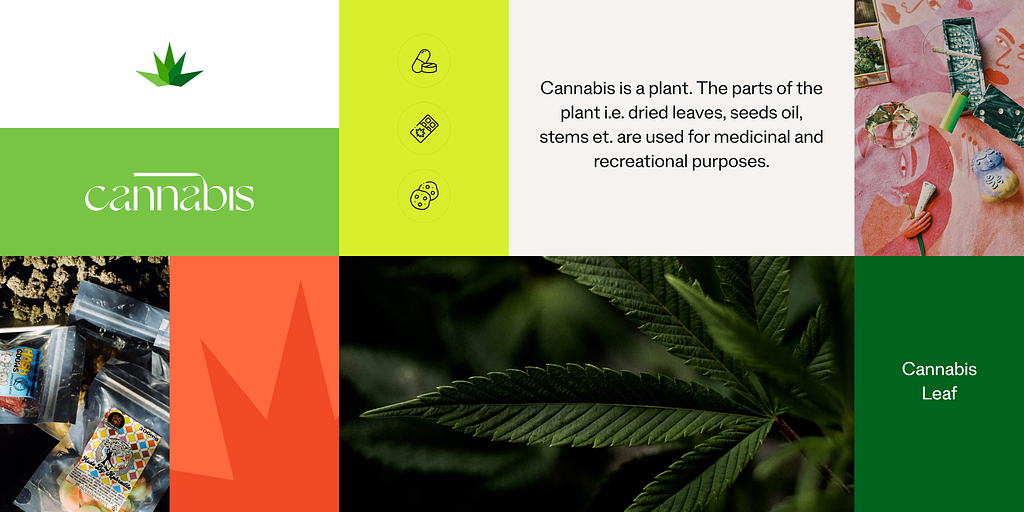 cannabis
Cannabis is a plant. The parts of the
plant i.e. dried leaves, seeds oil,
stems et. are used for medicinal and
recreational purposes.
Cannabis
Leaf